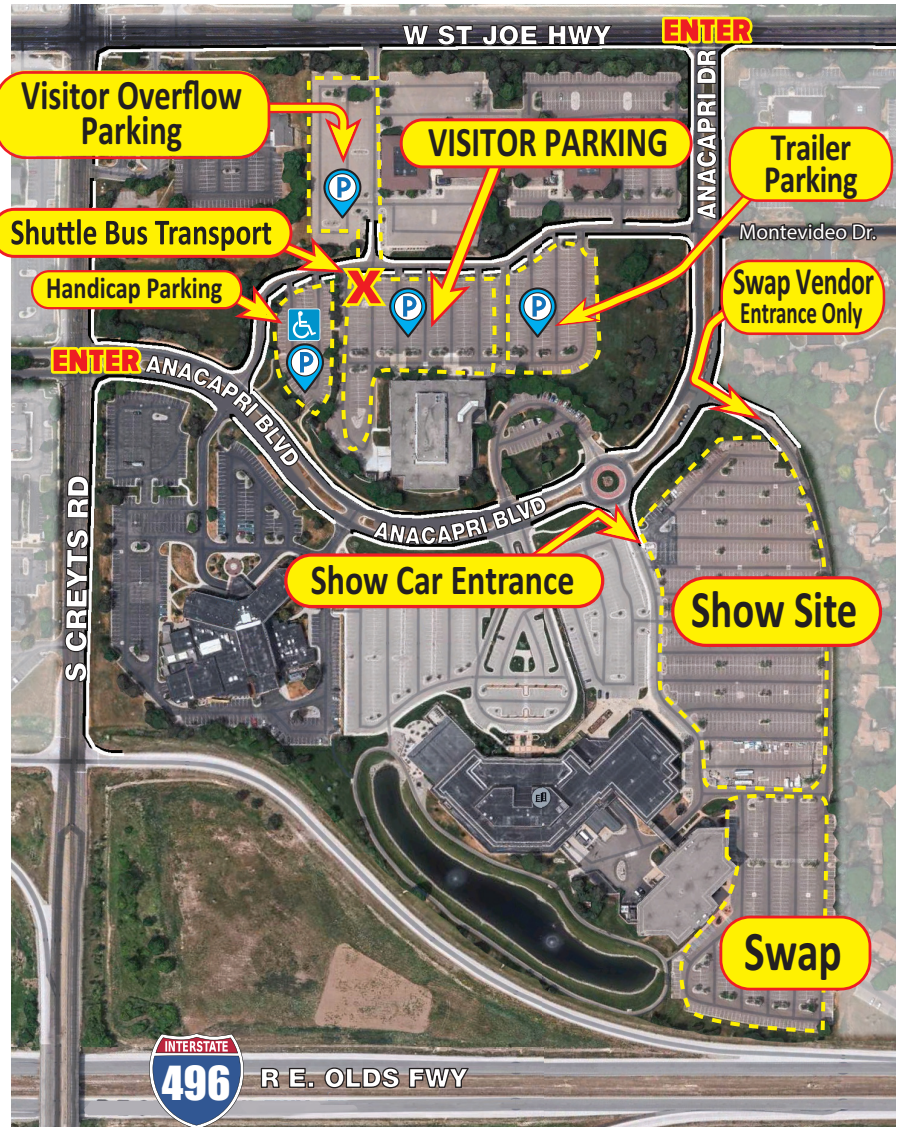 W ST JOE HWY
ENTER
ANACAPRI DR
Visitor Overflow
Parking
VISITOR PARKING
Trailer
Parking
P
Shuttle Bus Transport
Montevideo Dr.
X
Handicap Parking
P
P
Swap Vendor
Entrance Only
P
ENTER
ANACAPRI BLVD
ANACAPRI BLVD
S CREYTS RD
Show Car Entrance
Show Site
Swap
INTERSTATE
496
R E. OLDS FWY